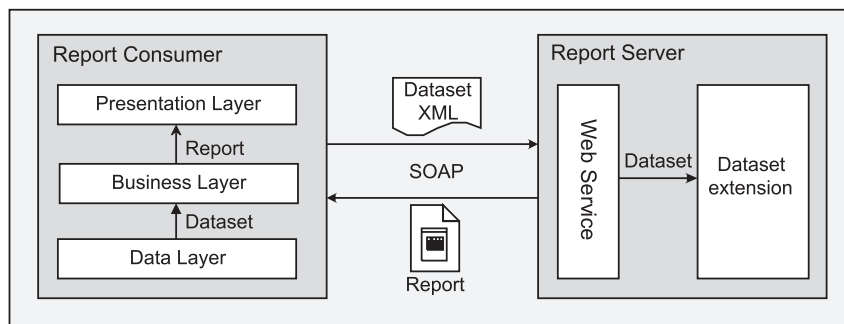 Report Consumer
Presentation Layer
Report
Business Layer
Dataset
Data Layer
Dataset
XML
SOAP
Report
Report Server
Web Service
Dataset
Dataset
extension